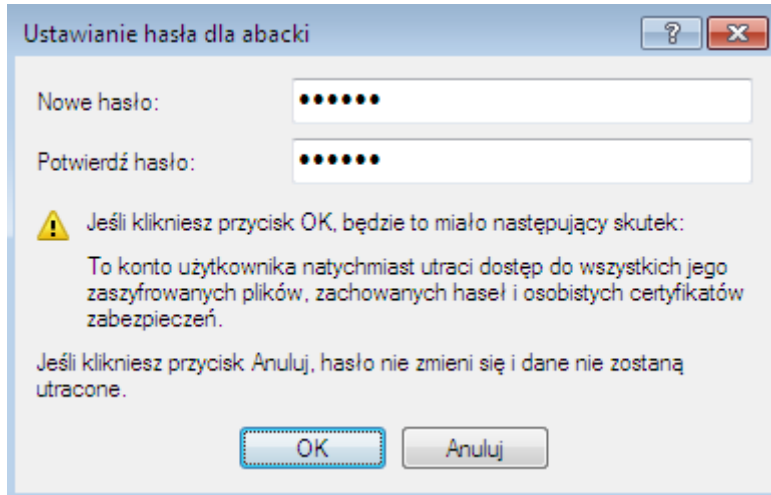 Ustawianie hasła dla abacki
Nowe hasło: ••••••
Potwierdź hasło: ••••••
Jeśli klikniesz przycisk OK, będzie to miało następujący skutek:
To konto użytkownika natychmiast utraci dostęp do wszystkich jego
zaszyfrowanych plików, zachowanych haseł i osobistych certyfikatów
zabezpieczeń.
Jeśli klikniesz przycisk Anuluj, hasło nie zmieni się i dane nie zostaną
utracone.
OK Anuluj